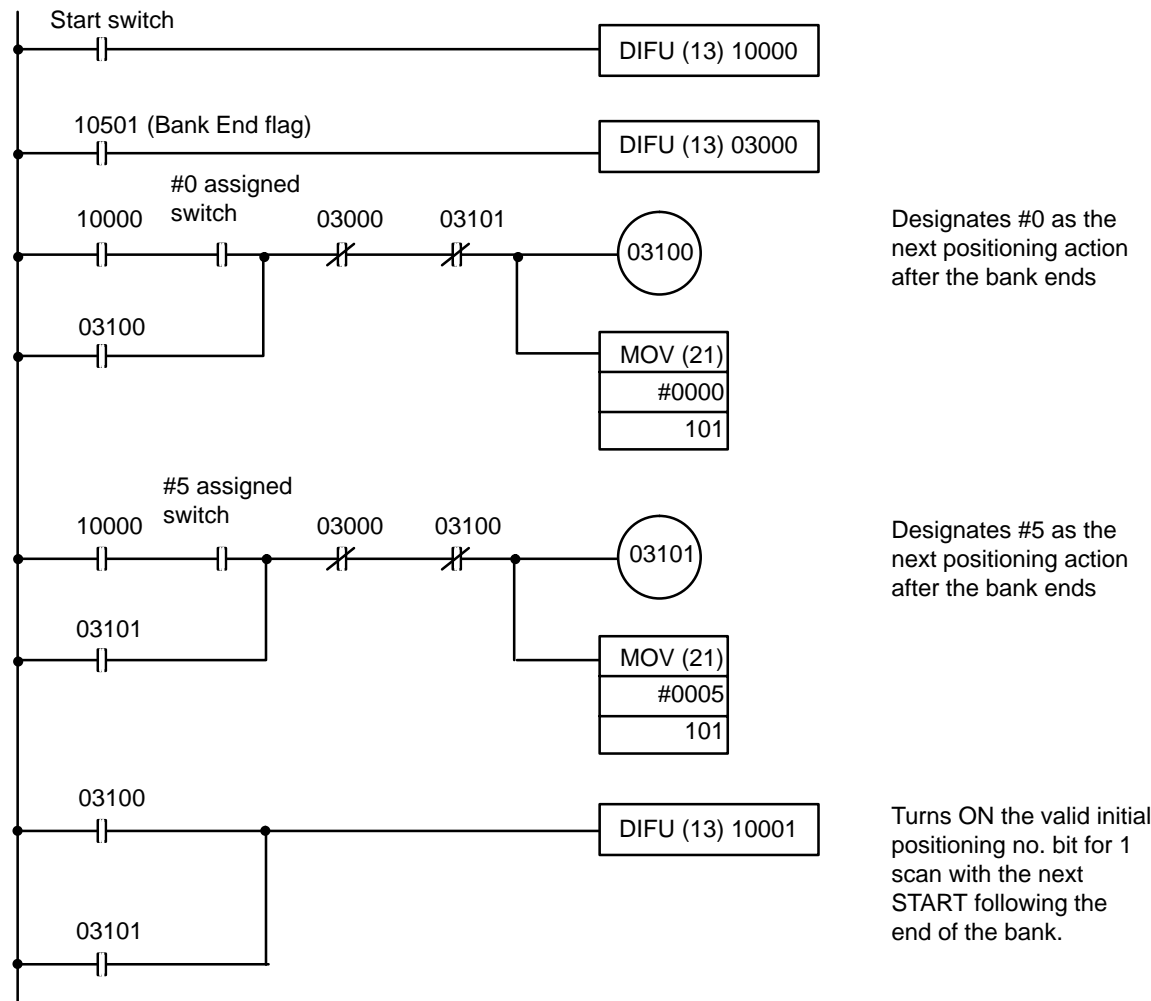 Start switch
DIFU (13) 10000
10501 (Bank End flag)
DIFU (13) 03000
#0 assigned
switch
10000
03000
03101
03100
Designates #0 as the
next positioning action
after the bank ends
03100
MOV (21)
#0000
101
#5 assigned
switch
10000
03000
03100
03101
Designates #5 as the
next positioning action
after the bank ends
03101
MOV (21)
#0005
101
03100
DIFU (13) 10001
Turns ON the valid initial
positioning no. bit for 1
scan with the next
START following the
end of the bank.
03101